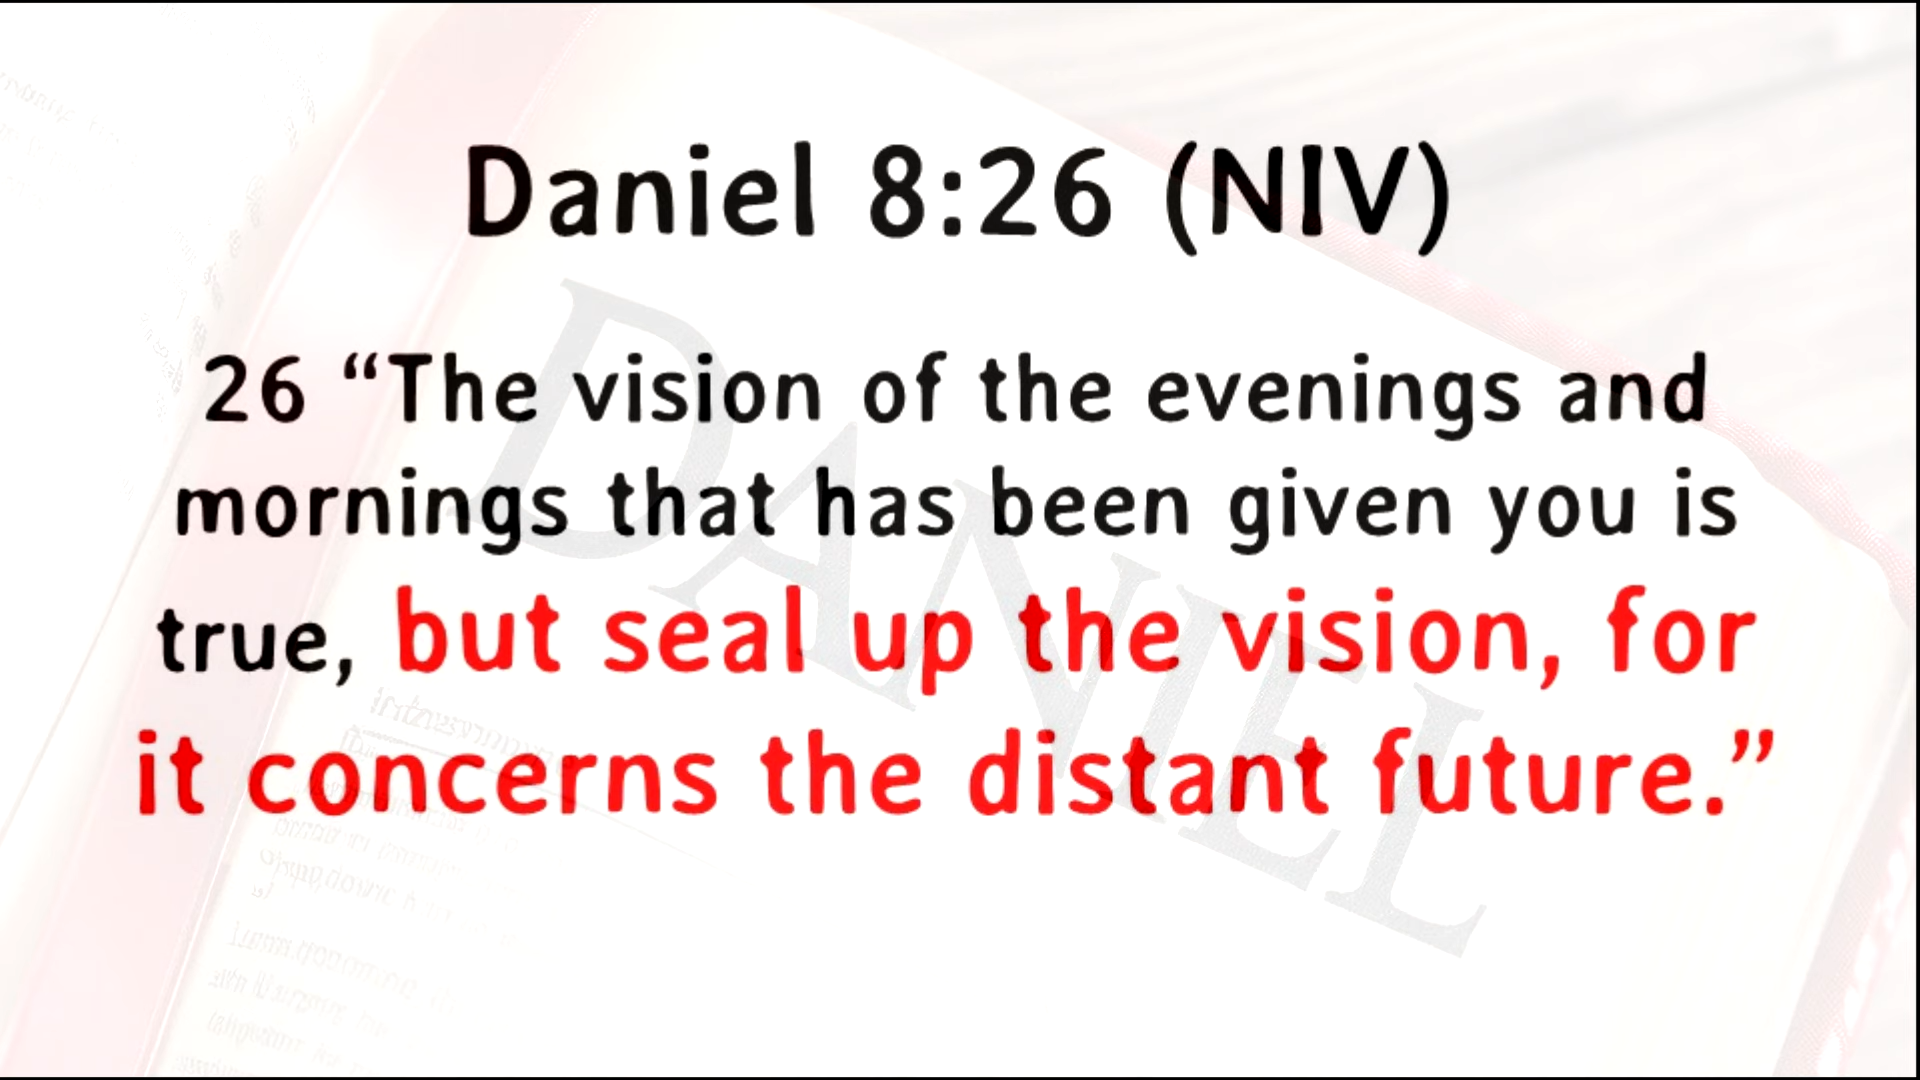 Daniel 8:26 (NIV)
26 “The vision of the evenings and
mornings that has been given you is
true, but seal up the vision, for
it concerns the distant future.”
DANIEL